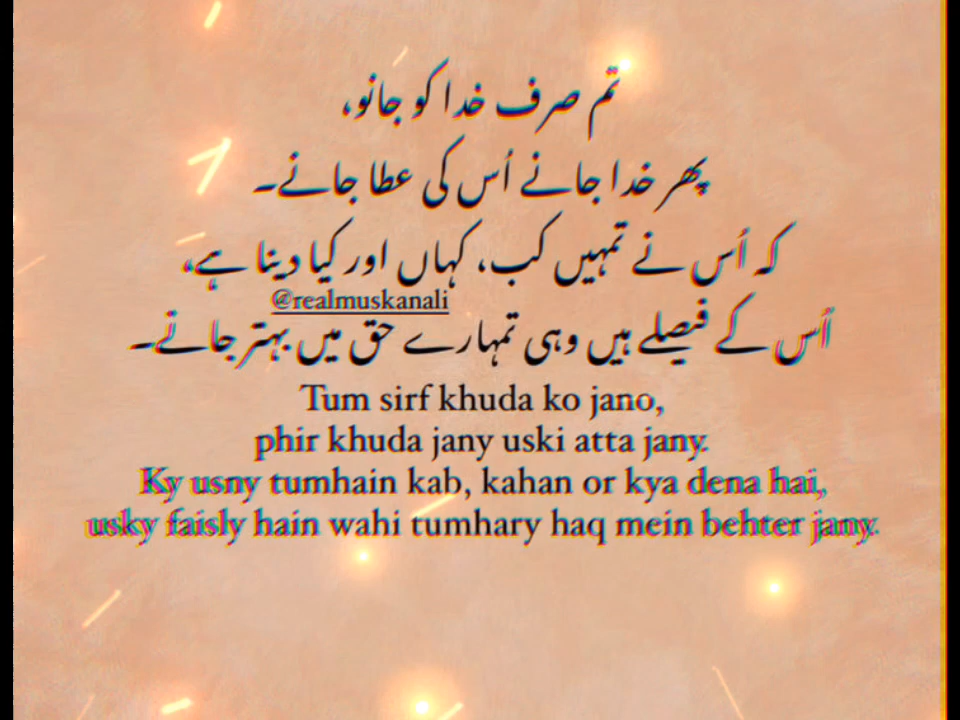 تم صرف خدا کو جانو،
پھر خدا جانے اُس کی عطا جانے۔
کہ اُس نے تمہیں کب، کہاں اور کیا دینا ہے،
@realmuskanali
اُس کے فیصلے ہیں وہی تمہارے حق میں بہتر جانے۔
Tum sirf khuda ko jano,
phir khuda jany uski atta jany.
Ky usny tumhain kab, kahan or kya dena hai,
usky faisly hain wahi tumhary haq mein behter jany.